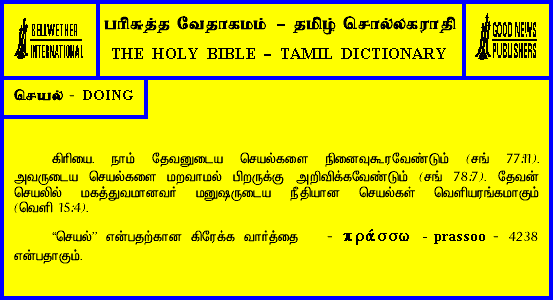 BELLWETHER
INTERNATIONAL
பரிசுத்த வேதாகமம் – தமிழ் சொல்லகராதி
THE HOLY BIBLE – TAMIL DICTIONARY
GOOD NEWS
PUBLISHERS
செயல் - DOING
கிரியை. நாம் தேவனுடைய செயல்களை நினைவுகூரவேண்டும் (சங் 77:11).
அவருடைய செயல்களை மறவாமல் பிறருக்கு அறிவிக்கவேண்டும் (சங் 78:7). தேவன்
செயலில் மகத்துவமானவர் மனுஷருடைய நீதியான செயல்கள் வெளியரங்கமாகும்
(வெளி 15:4).
“செயல்” என்பதற்கான கிரேக்க வார்த்தை - πράσσω - prassoo - 4238
என்பதாகும்.